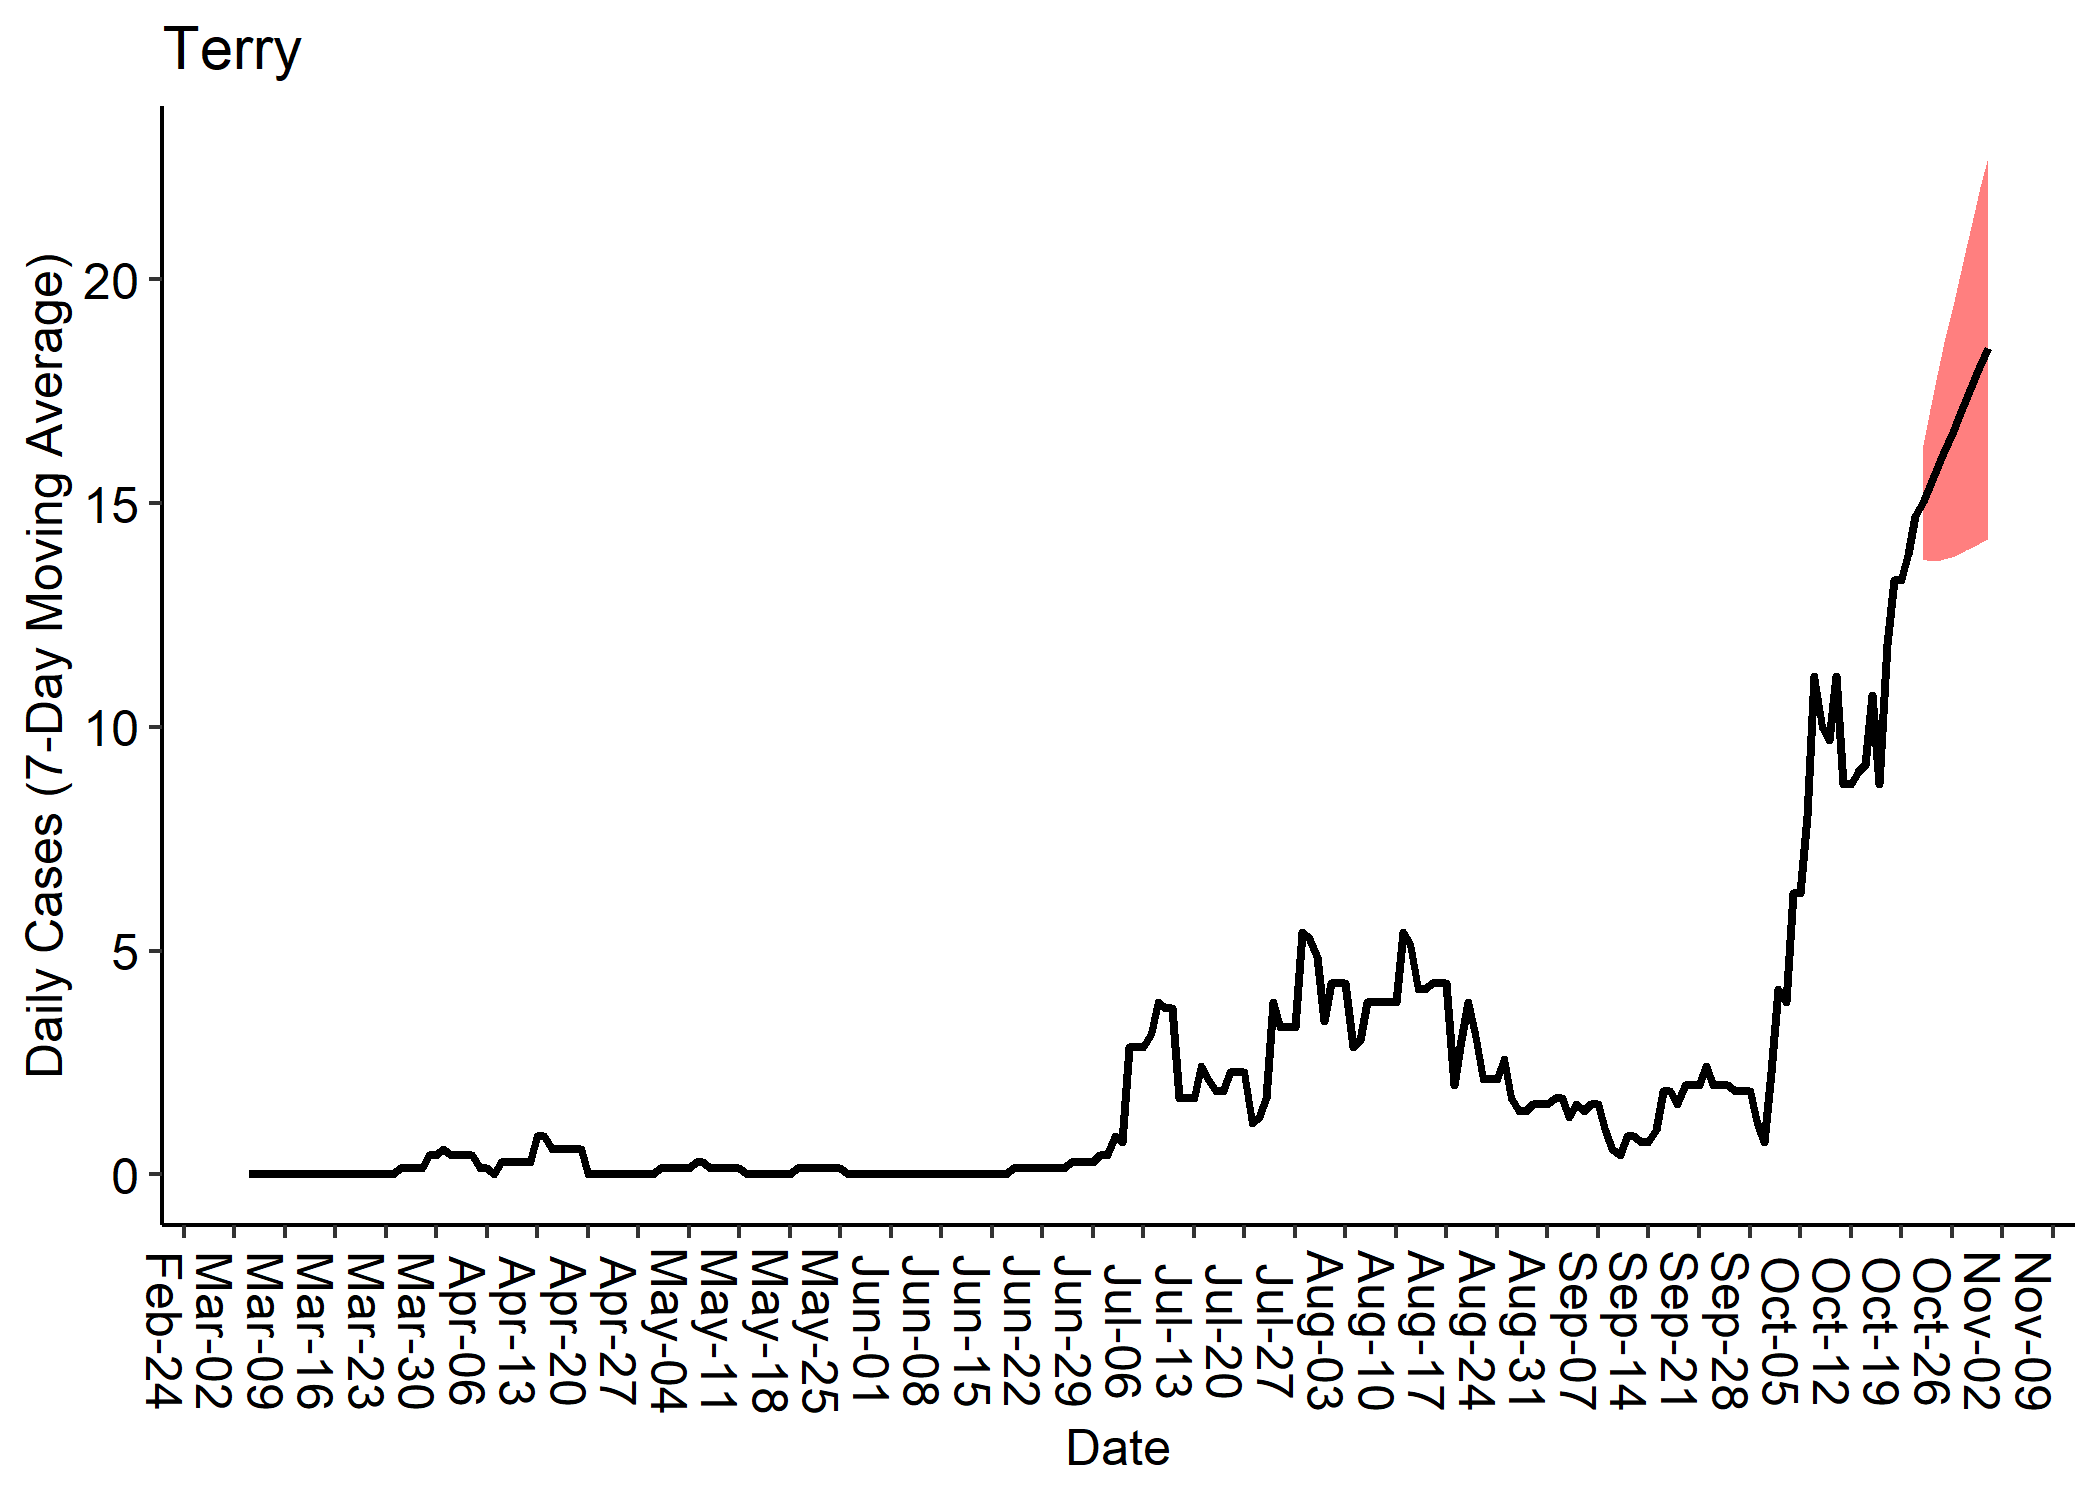 Terry
Daily Cases (7-Day Moving Average)
20
15
10
5
0
Feb-24
Mar-02
Mar-09
Mar-16
Mar-23
Mar-30
Apr-06
Apr-13
Apr-20
Apr-27
May-04
May-11
May-18
May-25
Jun-01
Jun-08
Jun-15
Jun-22
Jun-29
Jul-06
Jul-13
Jul-20
Jul-27
Aug-03
Aug-10
Aug-17
Aug-24
Aug-31
Sep-07
Sep-14
Sep-21
Sep-28
Oct-05
Oct-12
Oct-19
Oct-26
Nov-02
Nov-09
Date